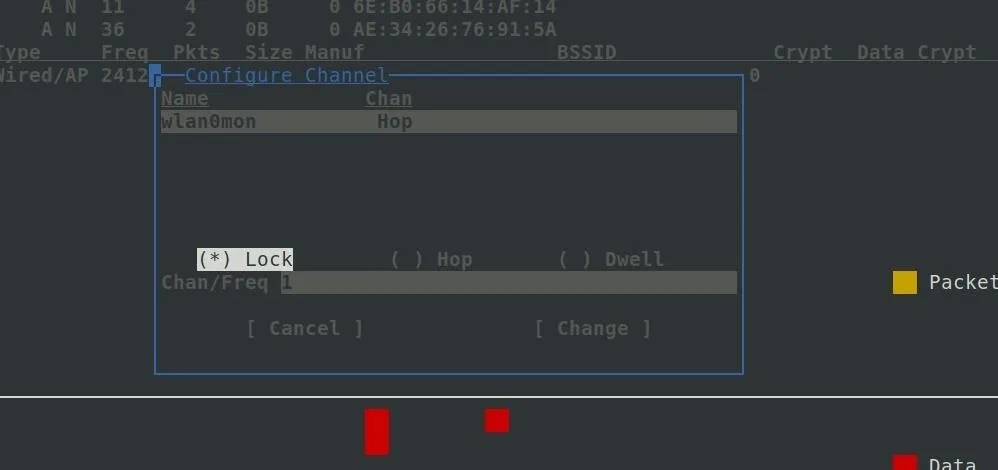 A N 11 4 0B 0 6E:B0:66:14:AF:14
A N 36 2 0B 0 AE:34:26:76:91:5A
Type Freq Pkts Size Manuf BSSID Crypt Data Crypt
Wired/AP 2412 0
Configure Channel
Name Chan
wlan0mon Hop
(*) Lock ( ) Hop ( ) Dwell
Chan/Freq 1
Packet
[ Cancel ] [ Change ]
Data